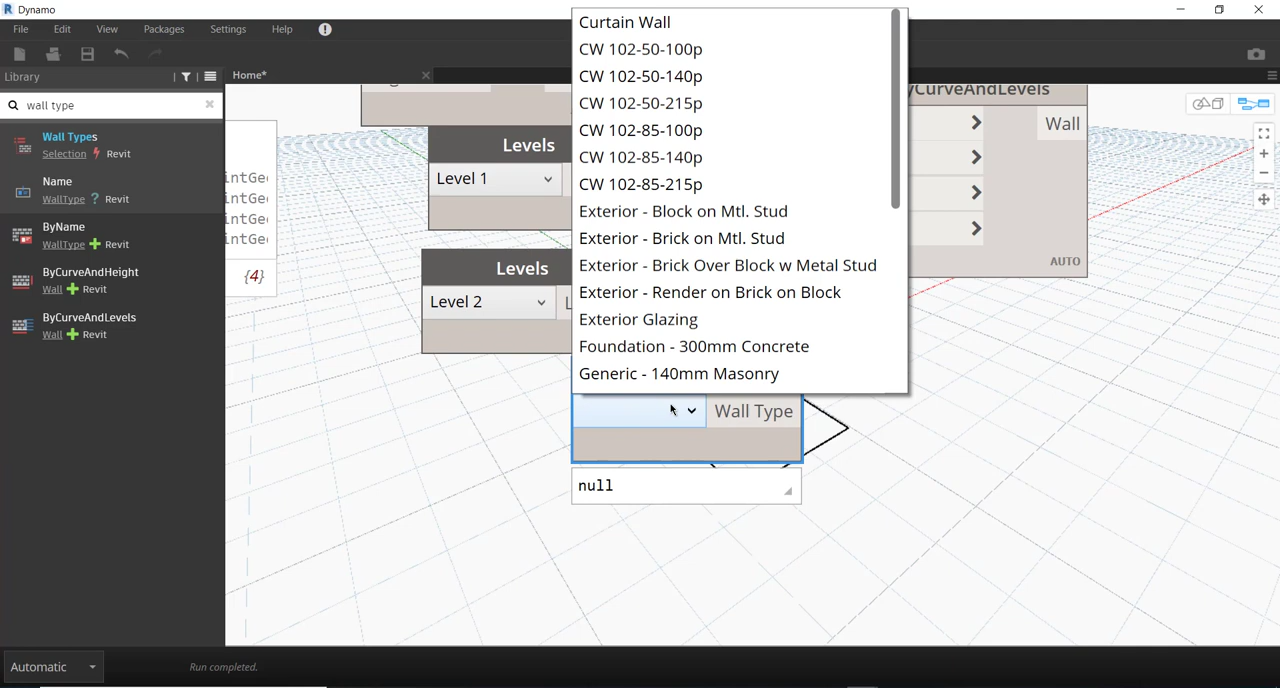 Dynamo
File Edit View Packages Settings Help
Library
Home*
wall type
Wall Types
Selection Revit
Name
WallType ? Revit
ByName
WallType Revit
ByCurveAndHeight
Wall Revit
ByCurveAndLevels
Wall Revit
{4}
Levels
Level 1
Levels
Level 2
Curtain Wall
CW 102-50-100p
CW 102-50-140p
CW 102-50-215p
CW 102-85-100p
CW 102-85-140p
CW 102-85-215p
Exterior - Block on Mtl. Stud
Exterior - Brick on Mtl. Stud
Exterior - Brick Over Block w Metal Stud
Exterior - Render on Brick on Block
Exterior Glazing
Foundation - 300mm Concrete
Generic - 140mm Masonry
Wall Type
null
yCurveAndLevels
Wall
AUTO
Automatic
Run completed.